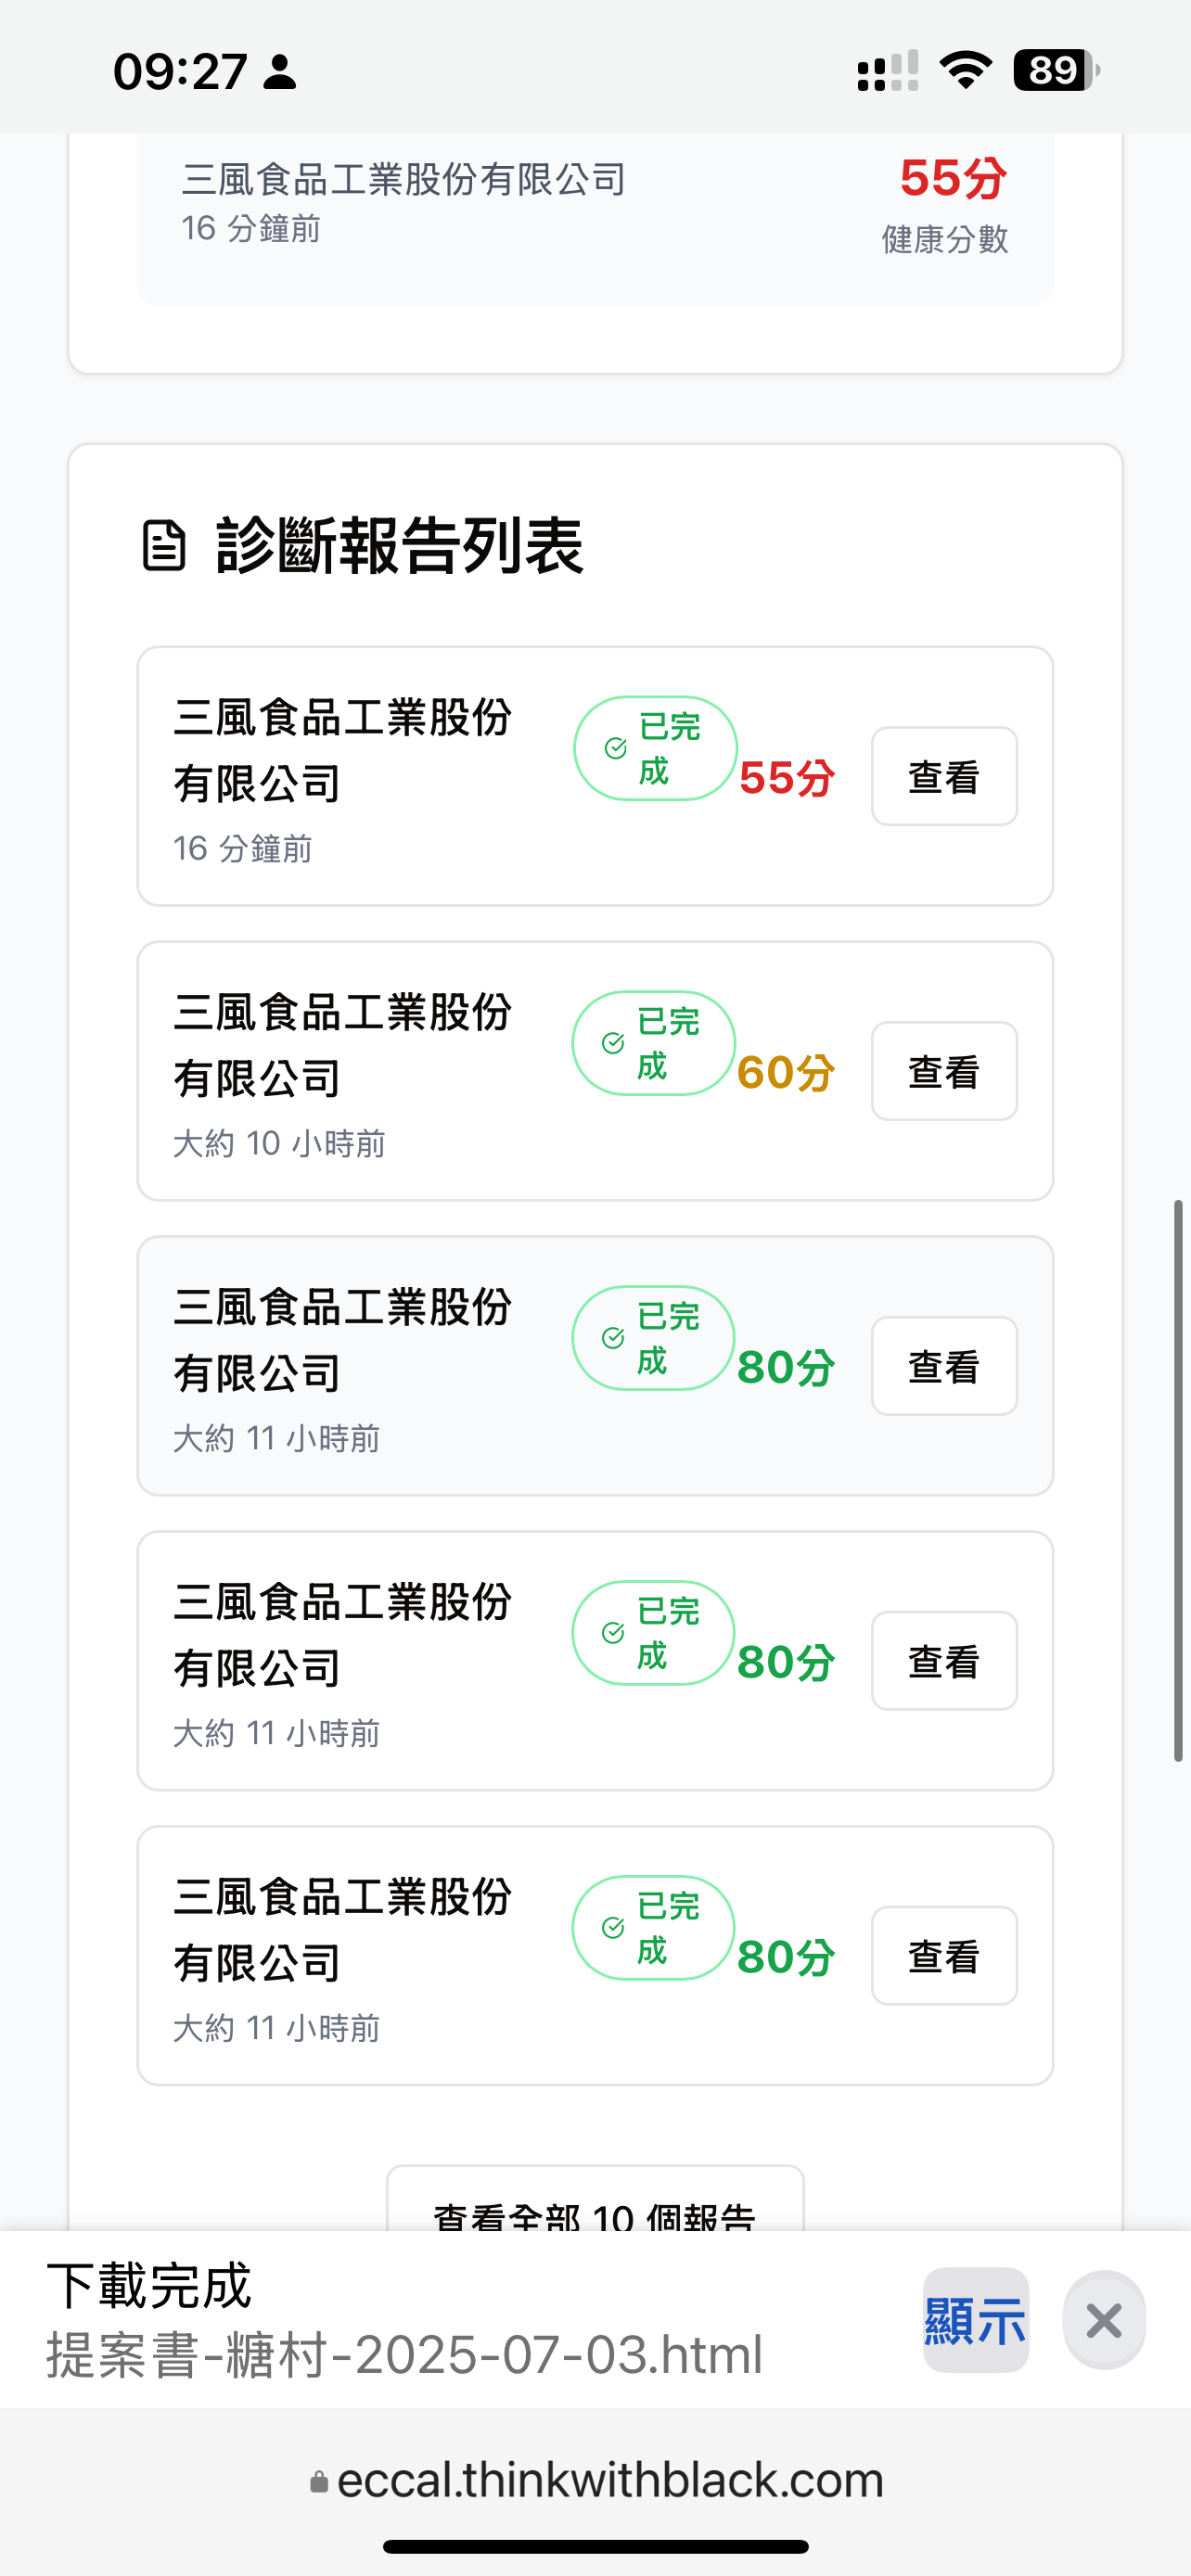 09:27
89
三風食品工業股份有限公司
55分
16 分鐘前
健康分數
診斷報告列表
三風食品工業股份
有限公司
16 分鐘前
已完
成
55分
查看
三風食品工業股份
有限公司
大約 10 小時前
已完
成
60分
查看
三風食品工業股份
有限公司
大約 11 小時前
已完
成
80分
查看
三風食品工業股份
有限公司
大約 11 小時前
已完
成
80分
查看
三風食品工業股份
有限公司
大約 11 小時前
已完
成
80分
查看
查看全部 10 個報告
下載完成
提案書-糖村-2025-07-03.html
顯示
eccal.thinkwithblack.com